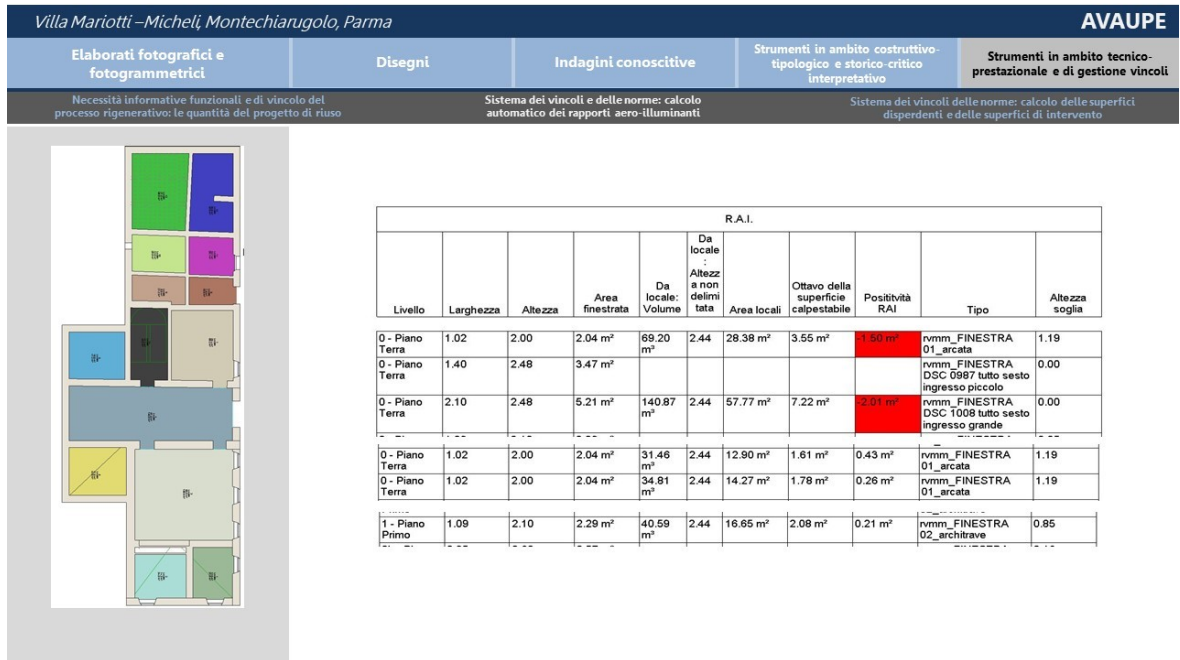 Villa Mariotti –Micheli, Montechiarugolo, Parma
AVAUPE
Elaborati fotografici e
fotogrammetrici
Disegni
Indagini conoscitive
Strumenti in ambito costruttivo-
tipologico e storico-critico
interpretativo
Strumenti in ambito tecnico-
prestazionale e di gestione vincoli
Necessità informative funzionali e di vincolo del
processo rigenerativo: le quantità del progetto di riuso
Sistema dei vincoli e delle norme: calcolo
automatico dei rapporti aero-illuminanti
Sistema dei vincoli delle norme: calcolo delle superfici
disperdenti e delle superfici di intervento
R.A.I.
Livello
Larghezza
Altezza
Area
finestrata
Da
locale:
Volume
Da
locale
:
Altezz
a non
delimi
tata
Area locali
Ottavo della
superficie
calpestabile
Posititvità
RAI
Tipo
Altezza
soglia
0 - Piano
Terra
1.02
2.00
2.04 m²
69.20
m³
2.44
28.38 m²
3.55 m²
-1.50 m²
rvmm_FINESTRA
01_arcata
1.19
0 - Piano
Terra
1.40
2.48
3.47 m²
rvmm_FINESTRA
DSC 0987 tutto sesto
ingresso piccolo
0.00
0 - Piano
Terra
2.10
2.48
5.21 m²
140.87
m³
2.44
57.77 m²
7.22 m²
-2.01 m²
rvmm_FINESTRA
DSC 1008 tutto sesto
ingresso grande
0.00
0 - Piano
Terra
1.02
2.00
2.04 m²
31.46
m³
2.44
12.90 m²
1.61 m²
0.43 m²
rvmm_FINESTRA
01_arcata
1.19
0 - Piano
Terra
1.02
2.00
2.04 m²
34.81
m³
2.44
14.27 m²
1.78 m²
0.26 m²
rvmm_FINESTRA
01_arcata
1.19
1 - Piano
Primo
1.09
2.10
2.29 m²
40.59
m³
2.44
16.65 m²
2.08 m²
0.21 m²
rvmm_FINESTRA
02_architrave
0.85